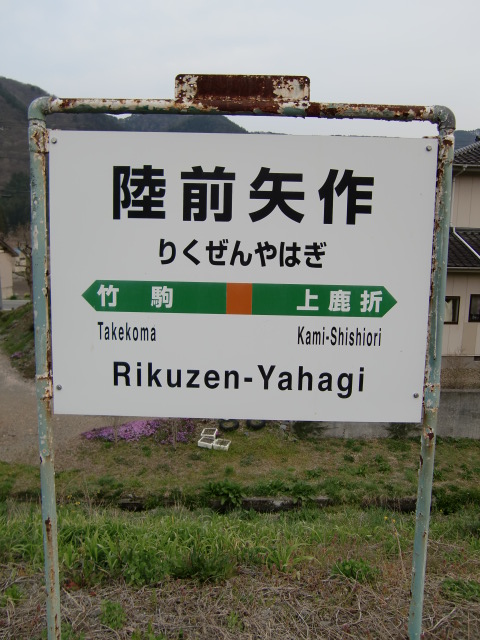 陸前矢作
りくぜんやはぎ
竹駒 上鹿折
Takekoma Kami-Shishiori
Rikuzen-Yahagi